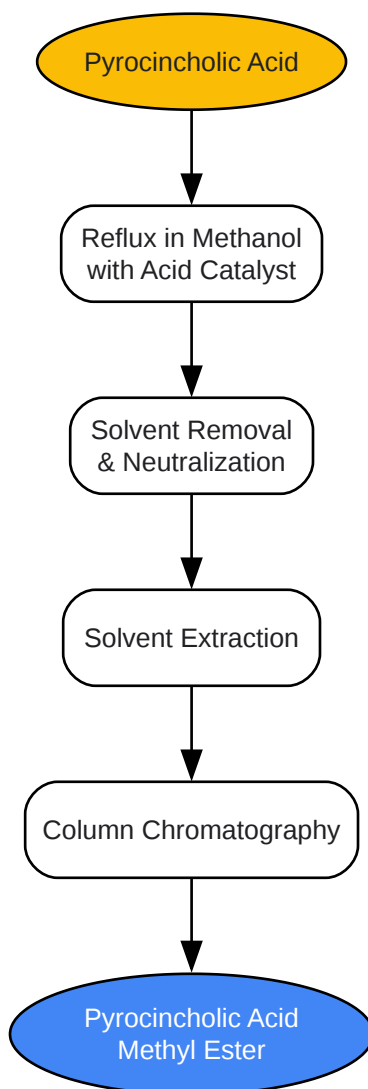 Pyrocincholic Acid
Reflux in Methanol
with Acid Catalyst
Solvent Removal
& Neutralization
Solvent Extraction
Column Chromatography
Pyrocincholic Acid
Methyl Ester